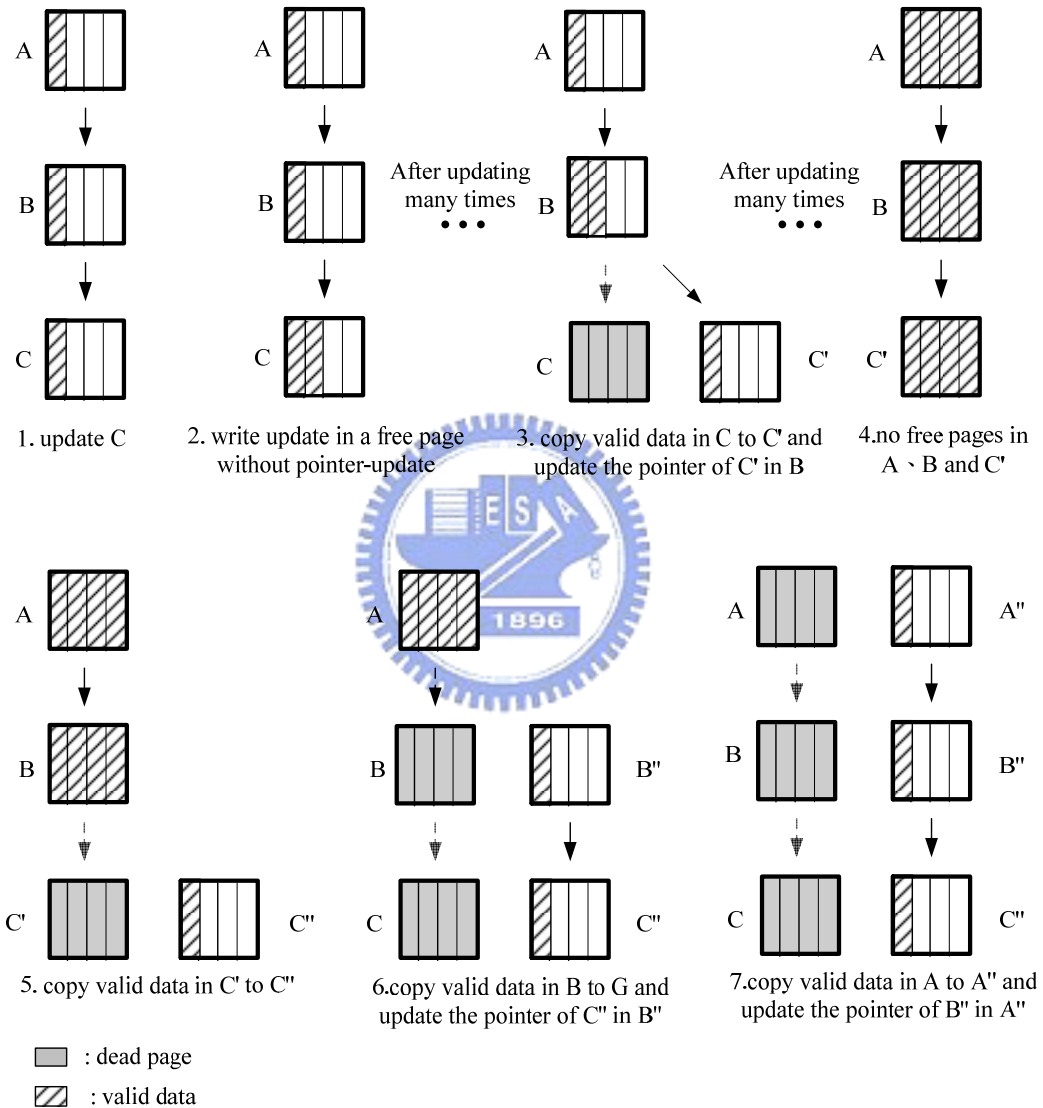 A
A
A
A
B
B
After updating
many times
• • •
B
After updating
many times
• • •
B
C
C
C
C'
C'
1. update C
2. write update in a free page
without pointer-update
3. copy valid data in C to C' and
update the pointer of C' in B
4.no free pages in
A、B and C'
E S A
1896
A
A
A
A"
B
B
B"
B
B"
C'
C"
C
C"
C
C"
5. copy valid data in C' to C"
6.copy valid data in B to G and
update the pointer of C" in B"
7.copy valid data in A to A" and
update the pointer of B" in A"
: dead page
: valid data